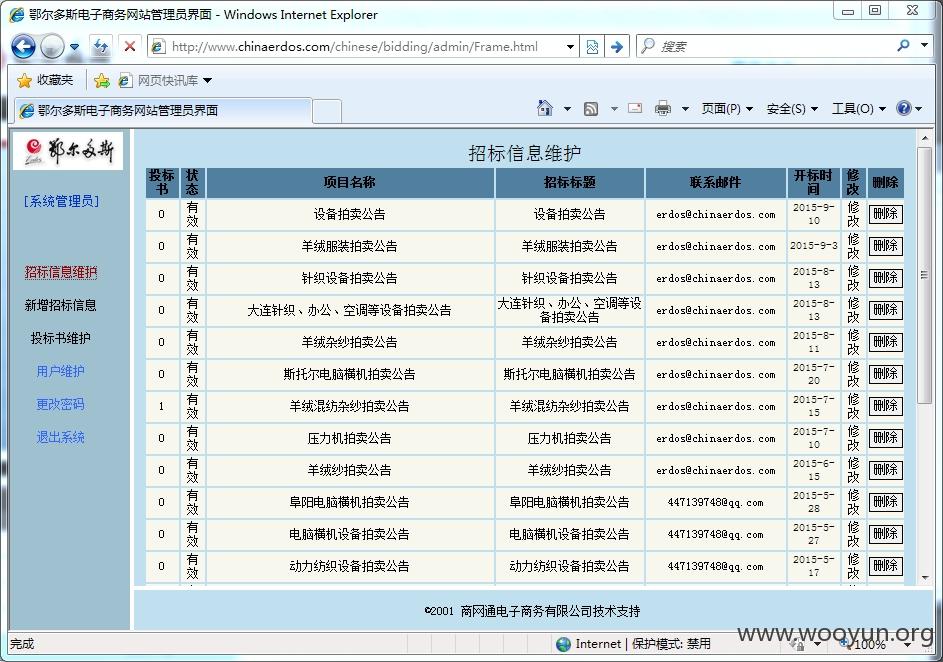 鄂尔多斯电子商务网站管理员界面 - Windows Internet Explorer
http://www.chinaerdos.com/chinese/bidding/admin/Frame.html
搜索
收藏夹 网页快讯库
鄂尔多斯电子商务网站管理员界面
页面(P) 安全(S) 工具(O)
鄂尔多斯
[系统管理员]
招标信息维护
新增招标信息
投标书维护
用户维护
更改密码
退出系统
招标信息维护
投标书 状态 项目名称 招标标题 联系邮件 开标时间 修改 删除
0 有效 设备拍卖公告 设备拍卖公告 erdos@chinaerdos.com 2015-9-10 修改 删除
0 有效 羊绒服装拍卖公告 羊绒服装拍卖公告 erdos@chinaerdos.com 2015-9-3 修改 删除
0 有效 针织设备拍卖公告 针织设备拍卖公告 erdos@chinaerdos.com 2015-8-13 修改 删除
0 有效 大连针织、办公、空调等设备拍卖公告 大连针织、办公、空调等设备拍卖公告 erdos@chinaerdos.com 2015-8-13 修改 删除
0 有效 羊绒杂纱拍卖公告 羊绒杂纱拍卖公告 erdos@chinaerdos.com 2015-8-11 修改 删除
0 有效 斯托尔电脑横机拍卖公告 斯托尔电脑横机拍卖公告 erdos@chinaerdos.com 2015-7-20 修改 删除
1 有效 羊绒混纺杂纱拍卖公告 羊绒混纺杂纱拍卖公告 erdos@chinaerdos.com 2015-7-15 修改 删除
0 有效 压力机拍卖公告 压力机拍卖公告 erdos@chinaerdos.com 2015-7-10 修改 删除
0 有效 羊绒纱拍卖公告 羊绒纱拍卖公告 erdos@chinaerdos.com 2015-6-15 修改 删除
0 有效 阜阳电脑横机拍卖公告 阜阳电脑横机拍卖公告 447139748@qq.com 2015-5-28 修改 删除
0 有效 电脑横机设备拍卖公告 电脑横机设备拍卖公告 447139748@qq.com 2015-5-27 修改 删除
0 有效 动力纺织设备拍卖公告 动力纺织设备拍卖公告 447139748@qq.com 2015-5-17 修改 删除
©2001 商网通电子商务有限公司技术支持
完成 Internet | 保护模式: 禁用 100%
www.wooyun.org